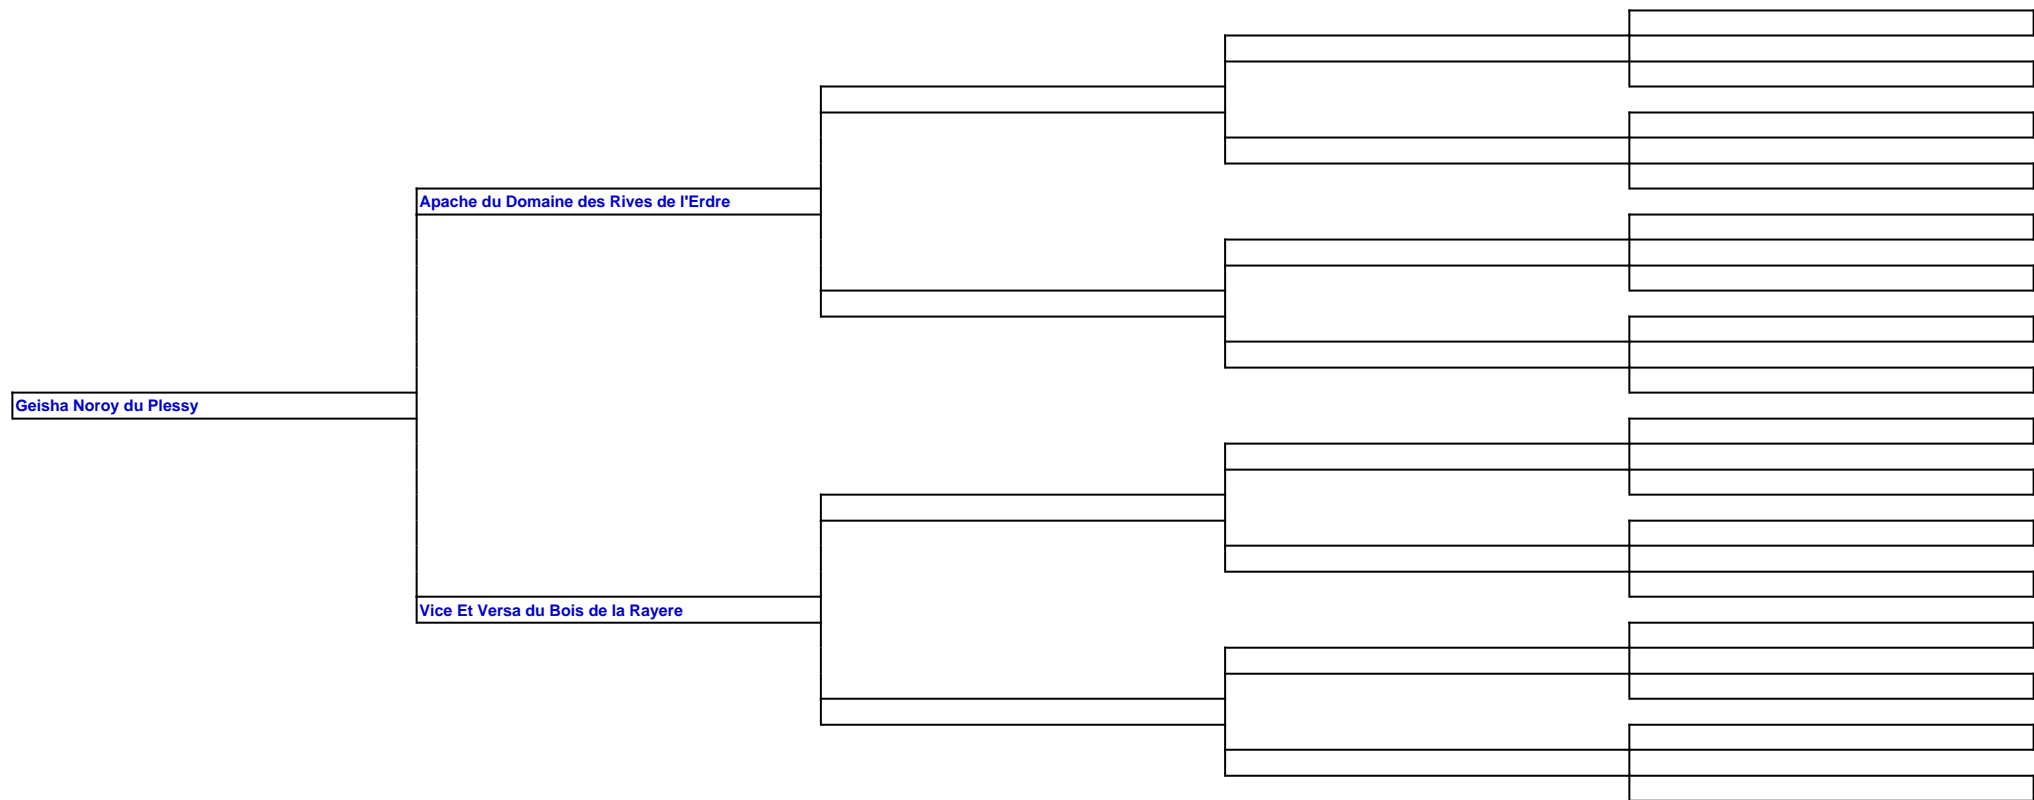 Apache du Domaine des Rives de l'Erdre
Geisha Noroy du Plessy
Vice Et Versa du Bois de la Rayere